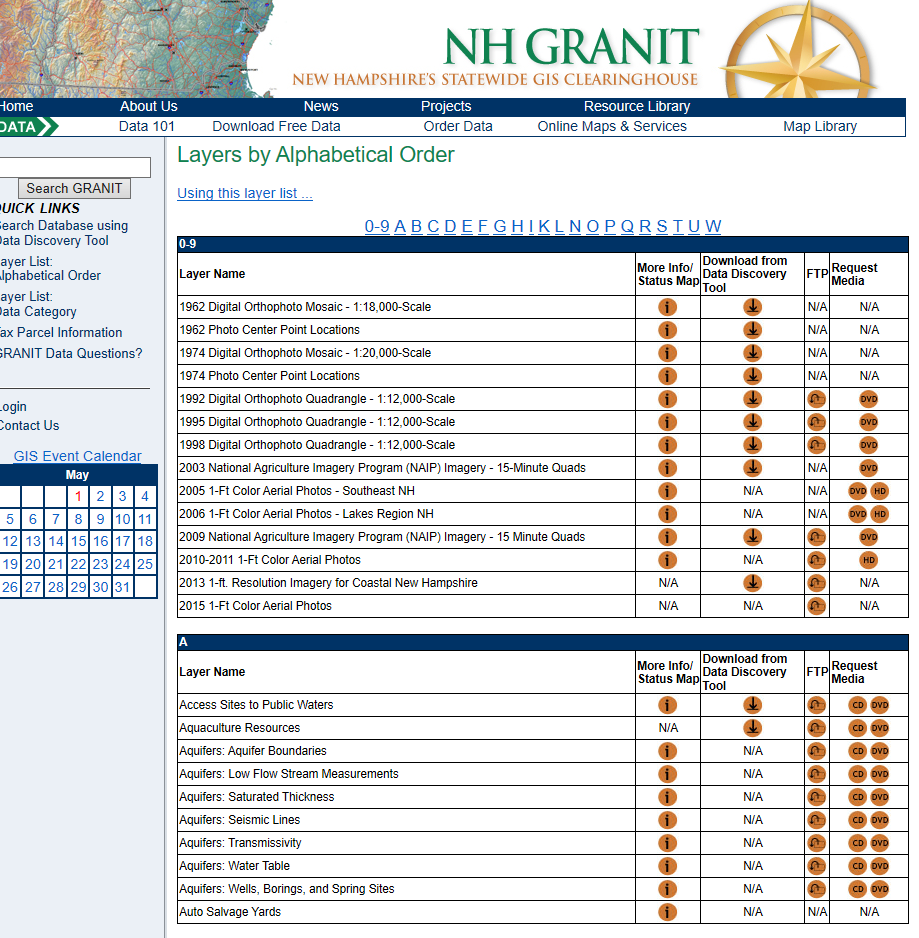 NH GRANIT
NEW HAMPSHIRE'S STATEWIDE GIS CLEARINGHOUSE
Home About Us News Projects Resource Library
DATA Data 101 Download Free Data Order Data Online Maps & Services Map Library
Search GRANIT
QUICK LINKS
Search Database using
Data Discovery Tool
Layer List:
Alphabetical Order
Layer List:
Data Category
Tax Parcel Information
GRANIT Data Questions?
Login
Contact Us
GIS Event Calendar
May
1 2 3 4
5 6 7 8 9 10 11
12 13 14 15 16 17 18
19 20 21 22 23 24 25
26 27 28 29 30 31
Layers by Alphabetical Order
Using this layer list ...
0-9 A B C D E F G H I K L N O P Q R S T U W
0-9
Layer Name More Info/ Status Map Download from Data Discovery Tool FTP Request Media
1962 Digital Orthophoto Mosaic - 1:18,000-Scale i N/A N/A
1962 Photo Center Point Locations i N/A N/A
1974 Digital Orthophoto Mosaic - 1:20,000-Scale i N/A N/A
1974 Photo Center Point Locations i N/A N/A
1992 Digital Orthophoto Quadrangle - 1:12,000-Scale i DVD
1995 Digital Orthophoto Quadrangle - 1:12,000-Scale i DVD
1998 Digital Orthophoto Quadrangle - 1:12,000-Scale i DVD
2003 National Agriculture Imagery Program (NAIP) Imagery - 15-Minute Quads i N/A DVD
2005 1-Ft Color Aerial Photos - Southeast NH i N/A N/A DVD HD
2006 1-Ft Color Aerial Photos - Lakes Region NH i N/A N/A DVD HD
2009 National Agriculture Imagery Program (NAIP) Imagery - 15 Minute Quads i DVD
2010-2011 1-Ft Color Aerial Photos i N/A HD
2013 1-ft. Resolution Imagery for Coastal New Hampshire N/A N/A
2015 1-Ft Color Aerial Photos N/A N/A N/A
A
Layer Name More Info/ Status Map Download from Data Discovery Tool FTP Request Media
Access Sites to Public Waters i CD DVD
Aquaculture Resources N/A CD DVD
Aquifers: Aquifer Boundaries i N/A CD DVD
Aquifers: Low Flow Stream Measurements i N/A CD DVD
Aquifers: Saturated Thickness i N/A CD DVD
Aquifers: Seismic Lines i N/A CD DVD
Aquifers: Transmissivity i N/A CD DVD
Aquifers: Water Table i N/A CD DVD
Aquifers: Wells, Borings, and Spring Sites i N/A CD DVD
Auto Salvage Yards i N/A N/A N/A